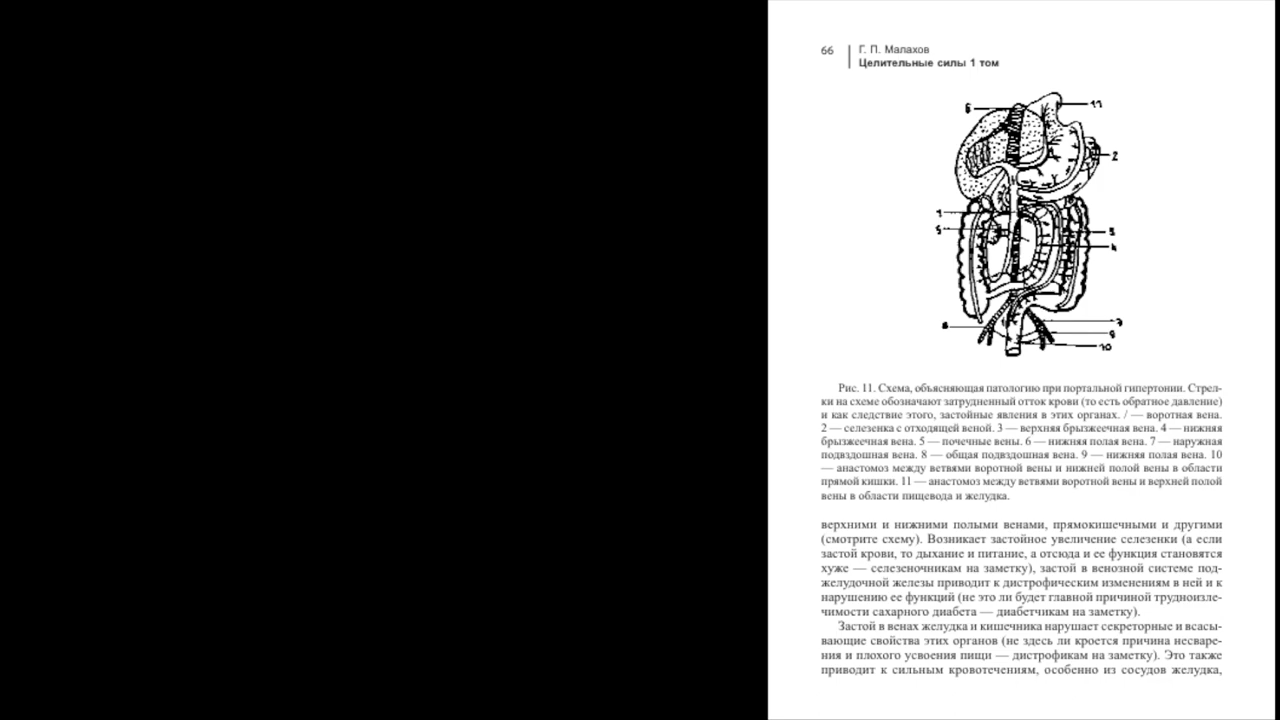 66
Г. П. Малахов
Целительные силы 1 том
6
11
2
1
5
3
4
8
7
9
10
Рис. 11. Схема, объясняющая патологию при портальной гипертонии. Стрел-
ки на схеме обозначают затрудненный отток крови (то есть обратное давление)
и как следствие этого, застойные явления в этих органах. / — воротная вена.
2 — селезенка с отходящей веной. 3 — верхняя брызжеечная вена. 4 — нижняя
брызжеечная вена. 5 — почечные вены. 6 — нижняя полая вена. 7 — наружная
подвздошная вена. 8 — общая подвздошная вена. 9 — нижняя полая вена. 10
— анастомоз между ветвями воротной вены и нижней полой вены в области
прямой кишки. 11 — анастомоз между ветвями воротной вены и верхней полой
вены в области пищевода и желудка.
верхними и нижними полыми венами, прямокишечными и другими
(смотрите схему). Возникает застойное увеличение селезенки (а если
застой крови, то дыхание и питание, а отсюда и ее функция становятся
хуже — селезеночникам на заметку), застой в венозной системе под-
желудочной железы приводит к дистрофическим изменениям в ней и к
нарушению ее функций (не это ли будет главной причиной трудноизле-
чимости сахарного диабета — диабетчикам на заметку).
Застой в венах желудка и кишечника нарушает секреторные и всасы-
вающие свойства этих органов (не здесь ли кроется причина несваре-
ния и плохого усвоения пищи — дистрофикам на заметку). Это также
приводит к сильным кровотечениям, особенно из сосудов желудка,